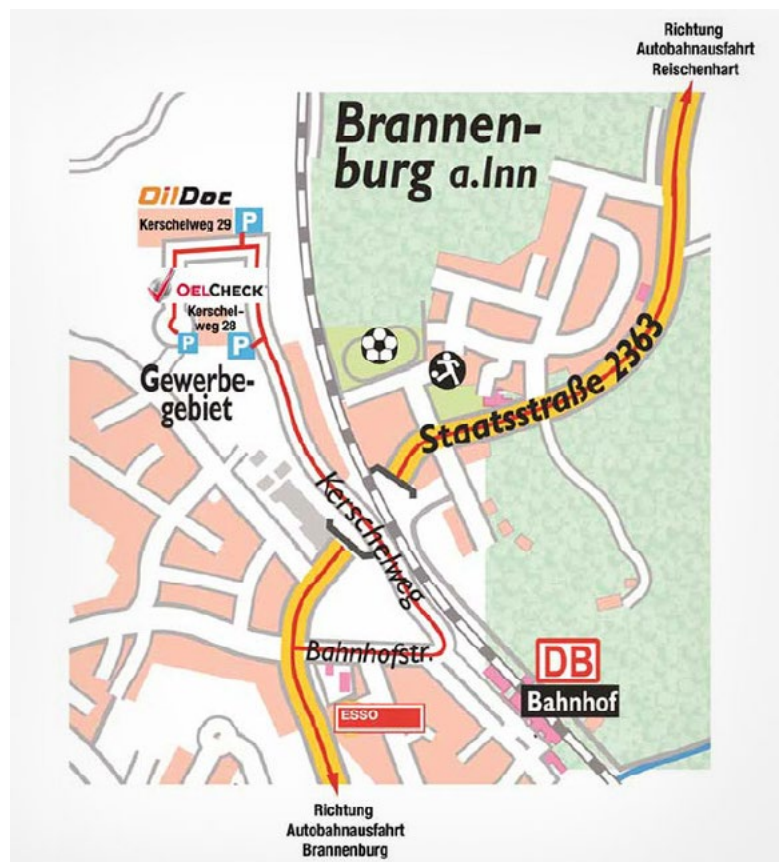 Richtung
Autobahnausfahrt
Reischenhart
Brannen-
burg a.Inn
OilDoc
Kerschelweg 29
P
OELCHECK
Kerschel-
weg 28
P
P
Gewerbe-
gebiet
Staatsstraße 2363
Kerschelweg
Bahnhofstr.
DB
Bahnhof
ESSO
Richtung
Autobahnausfahrt
Brannenburg